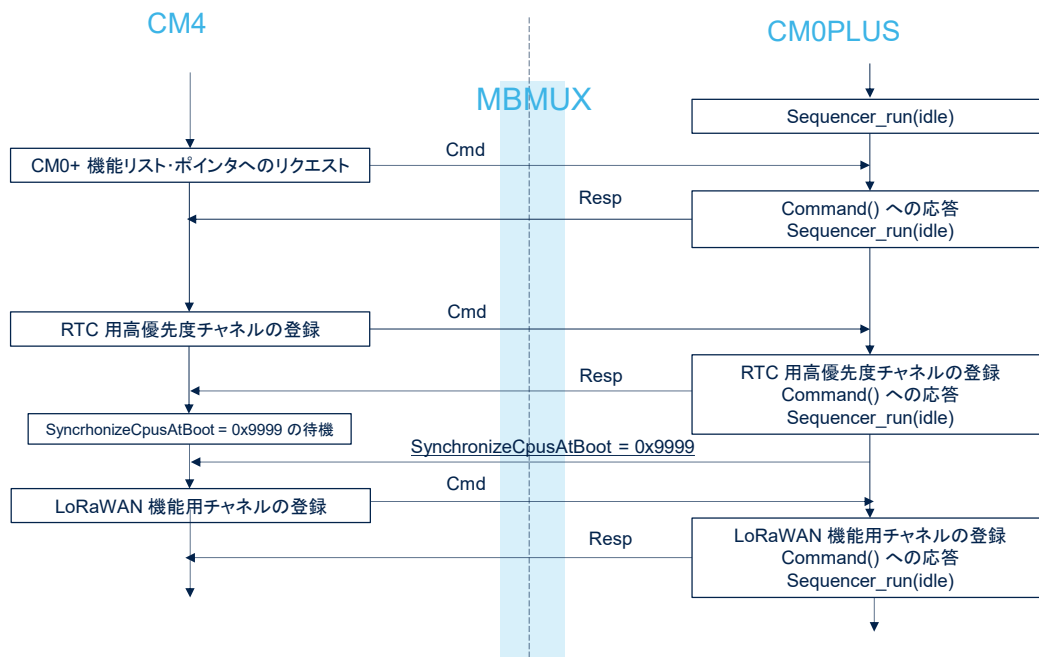 CM4
CM0PLUS
MBMUX
Sequencer_run(idle)
Cmd
CM0+ 機能リスト・ポインタへのリクエスト
Resp
Command() への応答
Sequencer_run(idle)
Cmd
RTC 用高優先度チャネルの登録
Resp
RTC 用高優先度チャネルの登録
Command() への応答
Sequencer_run(idle)
SyncrhonizeCpusAtBoot = 0x9999 の待機
SynchronizeCpusAtBoot = 0x9999
Cmd
LoRaWAN 機能用チャネルの登録
Resp
LoRaWAN 機能用チャネルの登録
Command() への応答
Sequencer_run(idle)